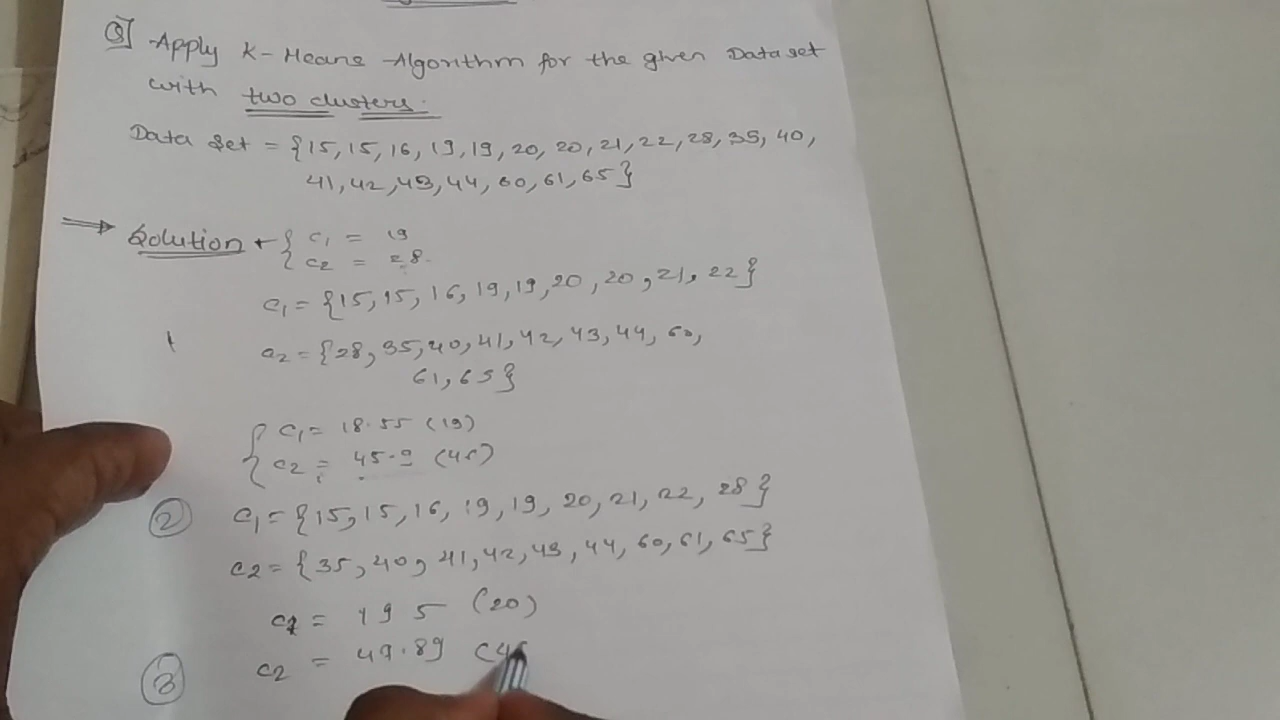 Q] Apply K-Means Algorithm for the given Data set
with two clusters.
Data Set = {15, 15, 16, 19, 19, 20, 20, 21, 22, 28, 35, 40,
41, 42, 43, 44, 60, 61, 65}
⇒ Solution + { C1 = 19
C2 = 28.
C1 = {15, 15, 16, 19, 19, 20, 20, 21, 22}
C2 = {28, 35, 40, 41, 42, 43, 44, 60,
61, 65}
{ C1 = 18.55 (19)
C2 = 45.9 (46)
② C1 = {15, 15, 16, 19, 19, 20, 21, 22, 28}
C2 = {35, 40, 41, 42, 43, 44, 60, 61, 65}
C1 = 19 5 (20)
③ C2 = 49.89 (4